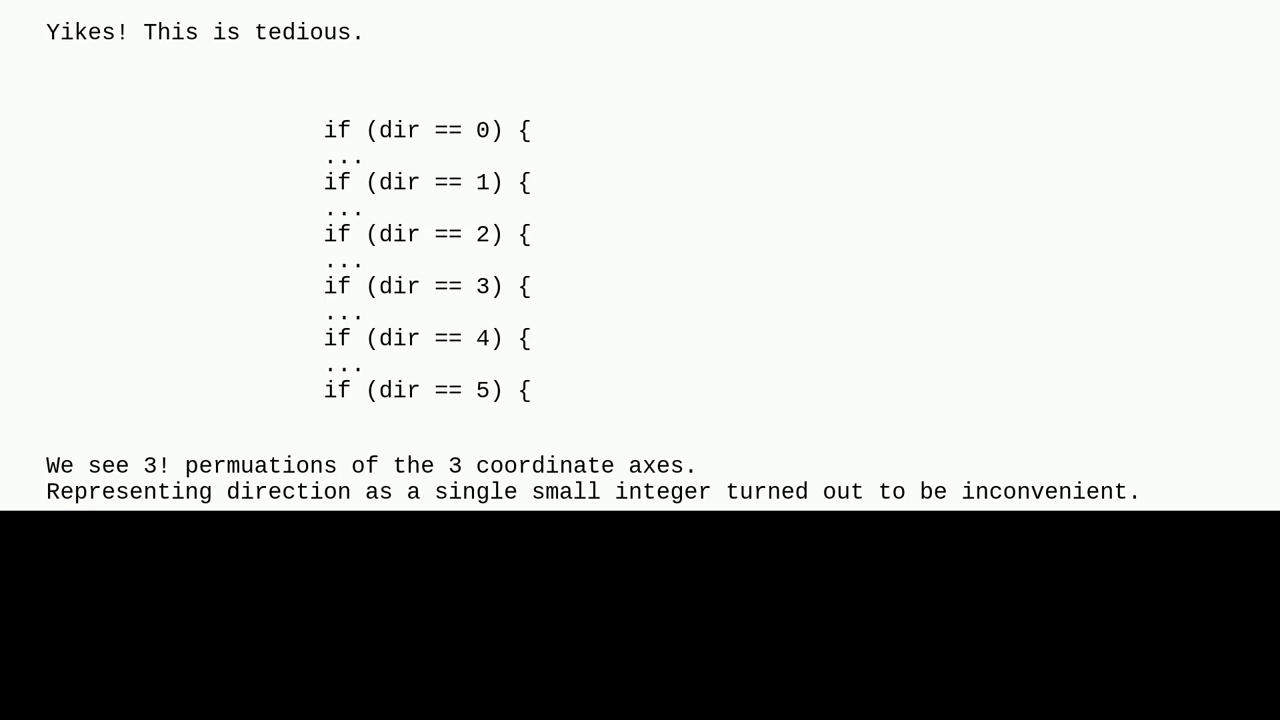 Yikes! This is tedious.
if (dir == 0) {
...
if (dir == 1) {
...
if (dir == 2) {
...
if (dir == 3) {
...
if (dir == 4) {
...
if (dir == 5) {
We see 3! permuations of the 3 coordinate axes.
Representing direction as a single small integer turned out to be inconvenient.